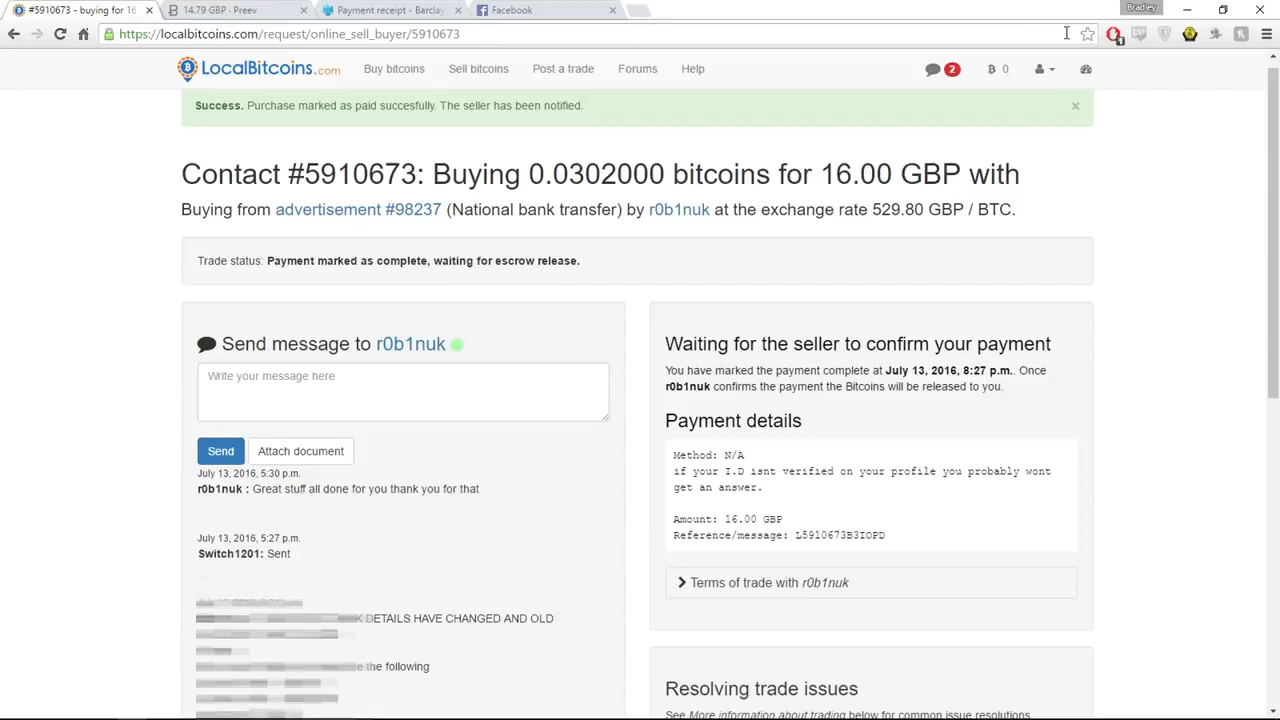 #5910673 - buying for 16
14.79 GBP · Preev
Payment receipt - Barclay
Facebook
Bradley
https://localbitcoins.com/request/online_sell_buyer/5910673
1
LocalBitcoins.com
Buy bitcoins
Sell bitcoins
Post a trade
Forums
Help
2
0
Success. Purchase marked as paid succesfully. The seller has been notified.
×
Contact #5910673: Buying 0.0302000 bitcoins for 16.00 GBP with
Buying from advertisement #98237 (National bank transfer) by r0b1nuk at the exchange rate 529.80 GBP / BTC.
Trade status: Payment marked as complete, waiting for escrow release.
Send message to r0b1nuk
Write your message here
Send
Attach document
July 13, 2016, 5:30 p.m.
r0b1nuk : Great stuff all done for you thank you for that
July 13, 2016, 5:27 p.m.
Switch1201: Sent
DETAILS HAVE CHANGED AND OLD
the following
Waiting for the seller to confirm your payment
You have marked the payment complete at July 13, 2016, 8:27 p.m.. Once
r0b1nuk confirms the payment the Bitcoins will be released to you.
Payment details
Method: N/A
if your I.D isnt verified on your profile you probably wont
get an answer.
Amount: 16.00 GBP
Reference/message: L5910673B3IOPD
Terms of trade with r0b1nuk
Resolving trade issues
See More information about trading below for common issue resolutions